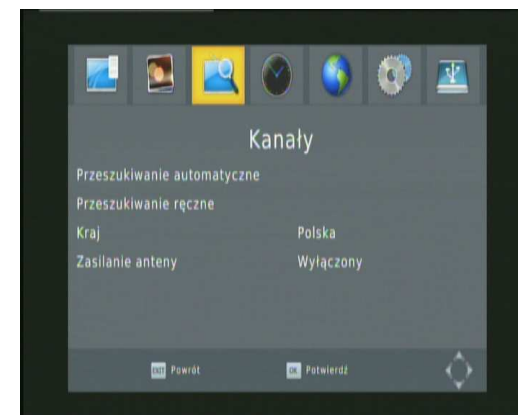 Kanały
Przeszukiwanie automatyczne
Przeszukiwanie ręczne
Kraj Polska
Zasilanie anteny Wyłączony
EXIT Powrót OK Potwierdź